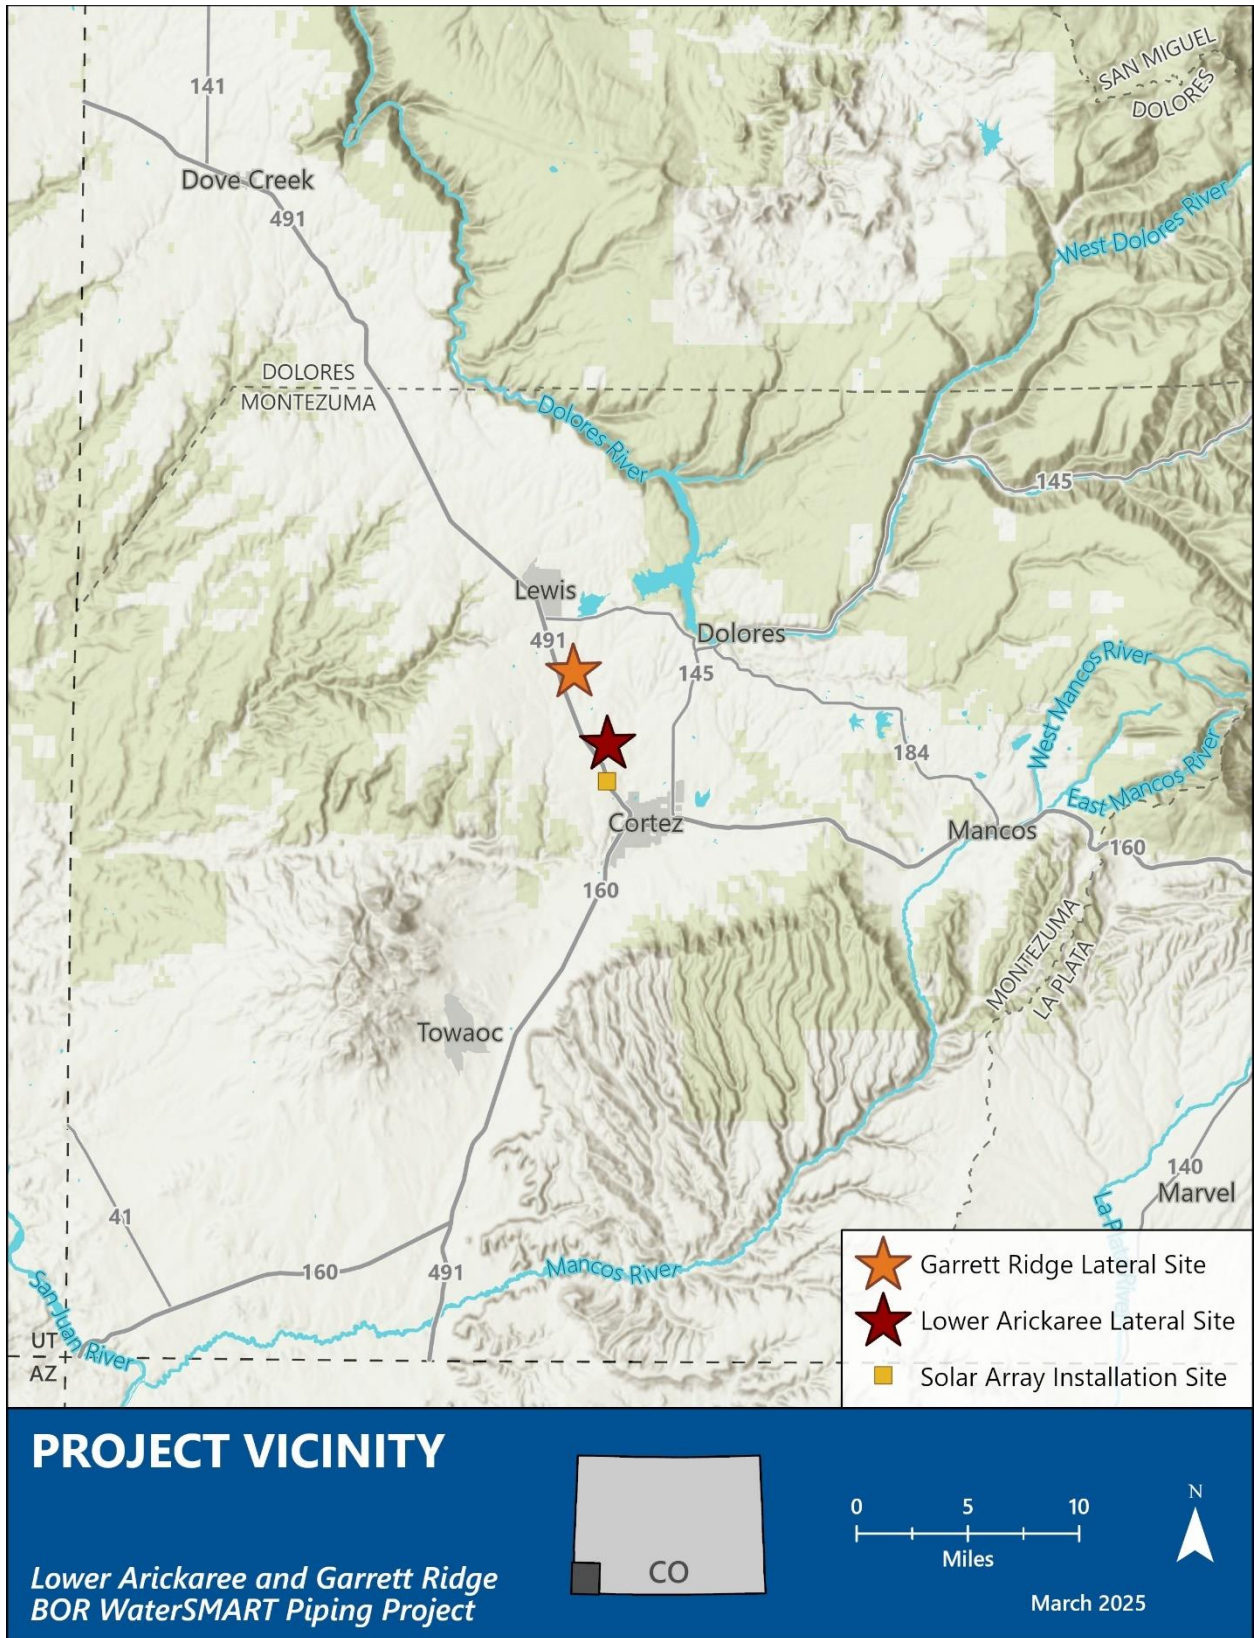 SAN MIGUEL
DOLORES
141
Dove Creek
491
West Dolores River
DOLORES
MONTEZUMA
Dolores River
145
Lewis
491
Dolores
145
West Mancos River
184
East Mancos River
Cortez
Mancos
160
160
MONTEZUMA
LA PLATA
Towaoc
140
Marvel
41
La Plata River
160
491
Mancos River
San Juan River
UT
AZ
Garrett Ridge Lateral Site
Lower Arickaree Lateral Site
Solar Array Installation Site
PROJECT VICINITY
Lower Arickaree and Garrett Ridge
BOR WaterSMART Piping Project
CO
0 5 10
Miles
N
March 2025